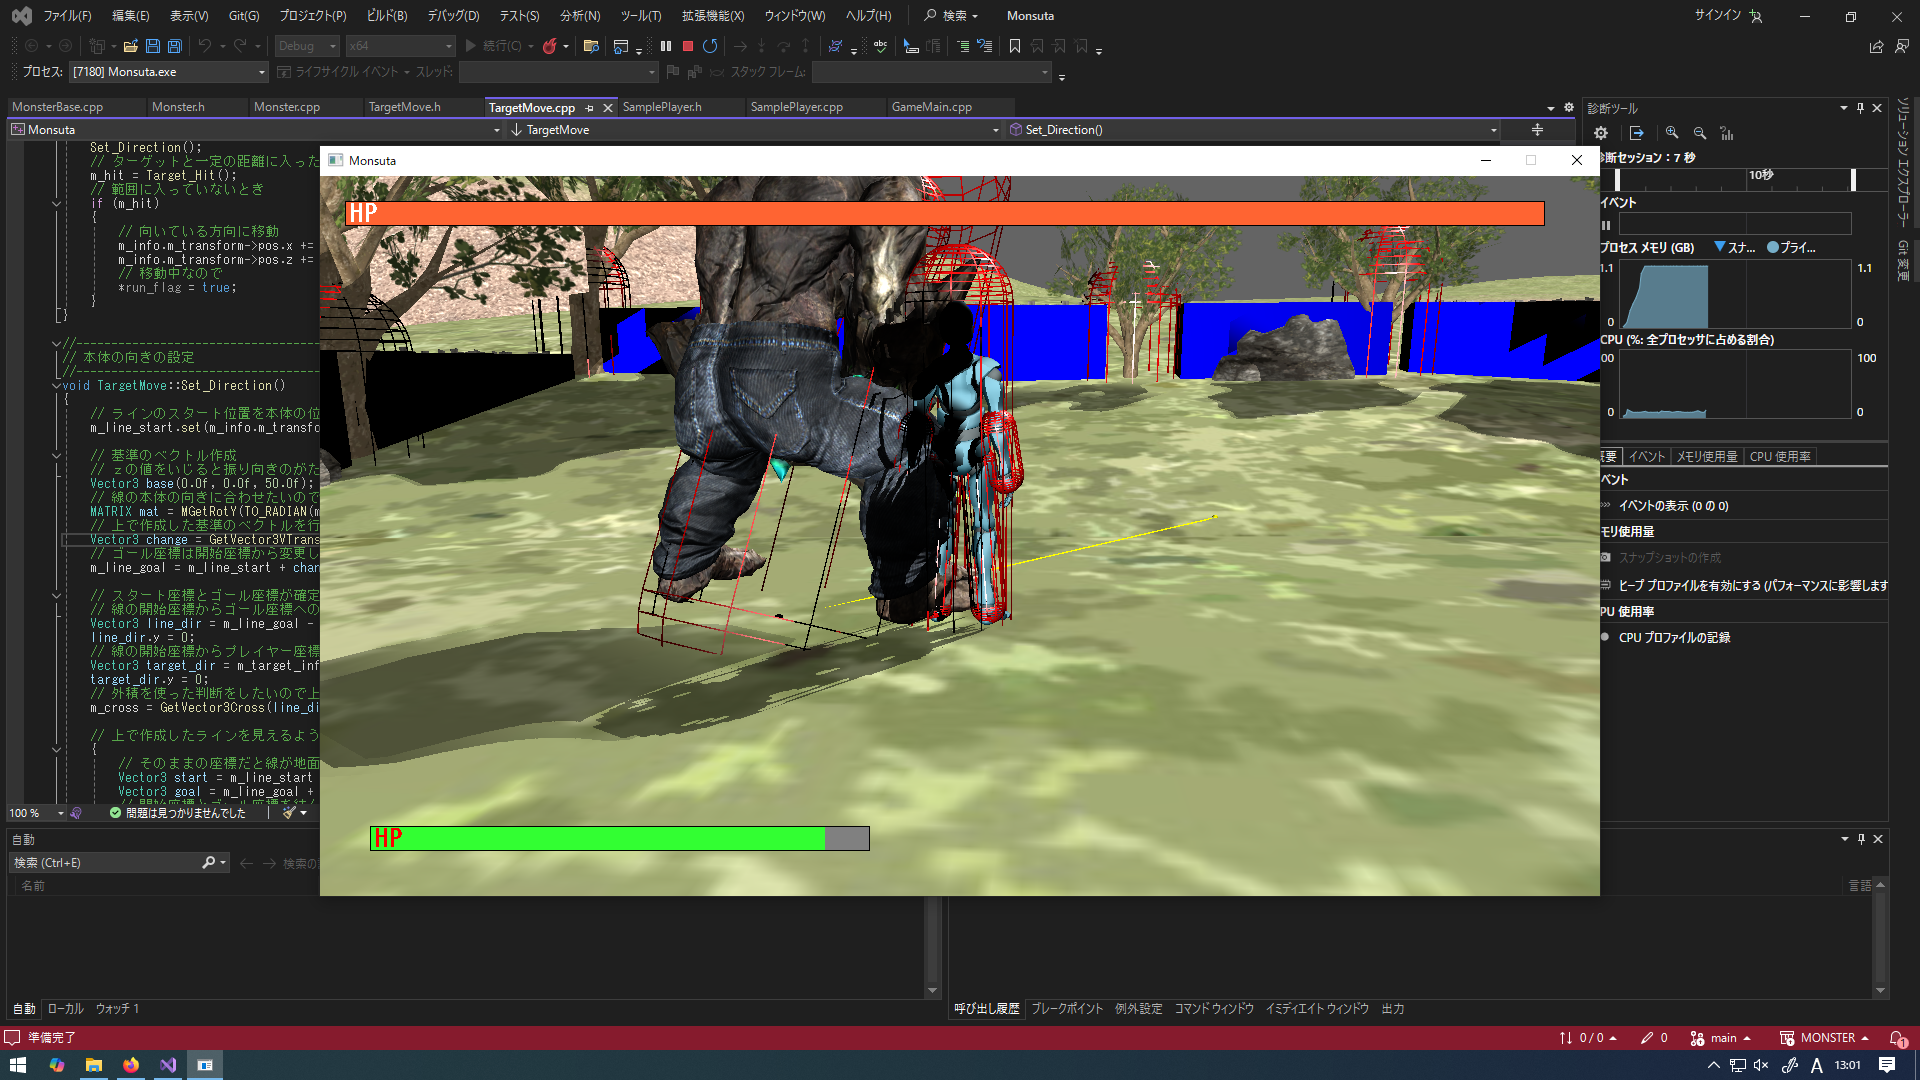 ファイル(F) 編集(E) 表示(V) Git(G) プロジェクト(P) ビルド(B) デバッグ(D) テスト(S) 分析(N) ツール(T) 拡張機能(X) ウィンドウ(W) ヘルプ(H) 検索 Monsuta サインイン
Debug x64 続行(C)
プロセス: [7180] Monsuta.exe ライフサイクル イベント スレッド: スタック フレーム:
MonsterBase.cpp Monster.h Monster.cpp TargetMove.h TargetMove.cpp SamplePlayer.h SamplePlayer.cpp GameMain.cpp
Monsuta TargetMove Set_Direction()
Set_Direction();
// ターゲットと一定の距離に入った
m_hit = Target_Hit();
// 範囲に入っていないとき
if (m_hit)
{
// 向いている方向に移動
m_info.m_transform->pos.x +=
m_info.m_transform->pos.z +=
// 移動中なので
*run_flag = true;
}
}
//---------------------------
// 本体の向きの設定
//---------------------------
void TargetMove::Set_Direction()
{
// ラインのスタート位置を本体の位
m_line_start.set(m_info.m_transfo
// 基準のベクトル作成
// zの値をいじると振り向きのがた
Vector3 base(0.0f, 0.0f, 50.0f);
// 線の本体の向きに合わせたいので
MATRIX mat = MGetRotY(TO_RADIAN(m
// 上で作成した基準のベクトルを行
Vector3 change = GetVector3VTrans
// ゴール座標は開始座標から変更し
m_line_goal = m_line_start + chan
// スタート座標とゴール座標が確定
// 線の開始座標からゴール座標への
Vector3 line_dir = m_line_goal -
line_dir.y = 0;
// 線の開始座標からプレイヤー座標
Vector3 target_dir = m_target_inf
target_dir.y = 0;
// 外積を使った判断をしたいので上
m_cross = GetVector3Cross(line_di
// 上で作成したラインを見えるよう
{
// そのままの座標だと線が地面
Vector3 start = m_line_start
Vector3 goal = m_line_goal +
100 % 問題は見つかりませんでした
Monsuta
HP
HP
診断ツール
診断セッション : 7 秒
10秒
イベント
プロセス メモリ (GB) スナ... プライ...
1.1 1.1
0 0
CPU (%: 全プロセッサに占める割合)
00 100
0 0
概要 イベント メモリ使用量 CPU 使用率
ベント
イベントの表示 (0 の 0)
モリ使用量
スナップショットの作成
ヒープ プロファイルを有効にする (パフォーマンスに影響します
PU 使用率
CPU プロファイルの記録
ソリューション エクスプローラー
Git 変更
自動
検索 (Ctrl+E) 検索の
名前
言語
自動 ローカル ウォッチ 1
呼び出し履歴 ブレークポイント 例外設定 コマンド ウィンドウ イミディエイト ウィンドウ 出力
準備完了 0 / 0 0 main MONSTER 1
A 13:01